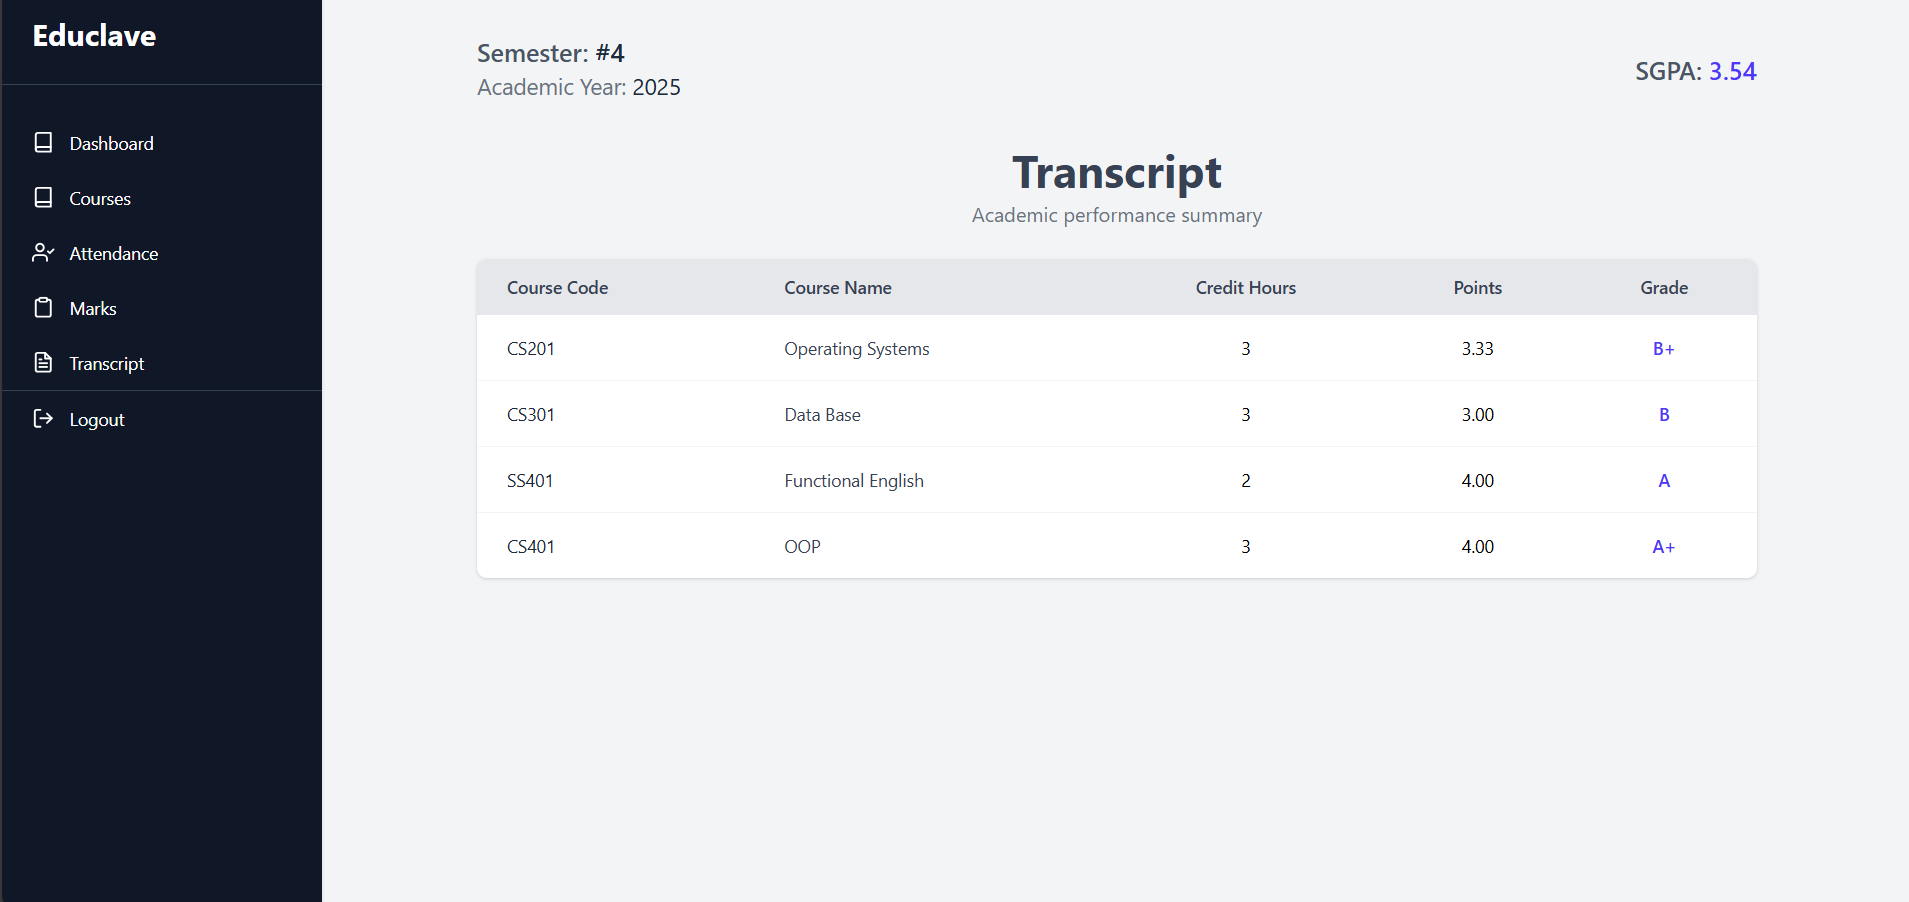 Educlave
Dashboard
Courses
Attendance
Marks
Transcript
Logout
Semester: #4
Academic Year: 2025
SGPA: 3.54
Transcript
Academic performance summary
Course Code Course Name Credit Hours Points Grade
CS201 Operating Systems 3 3.33 B+
CS301 Data Base 3 3.00 B
SS401 Functional English 2 4.00 A
CS401 OOP 3 4.00 A+